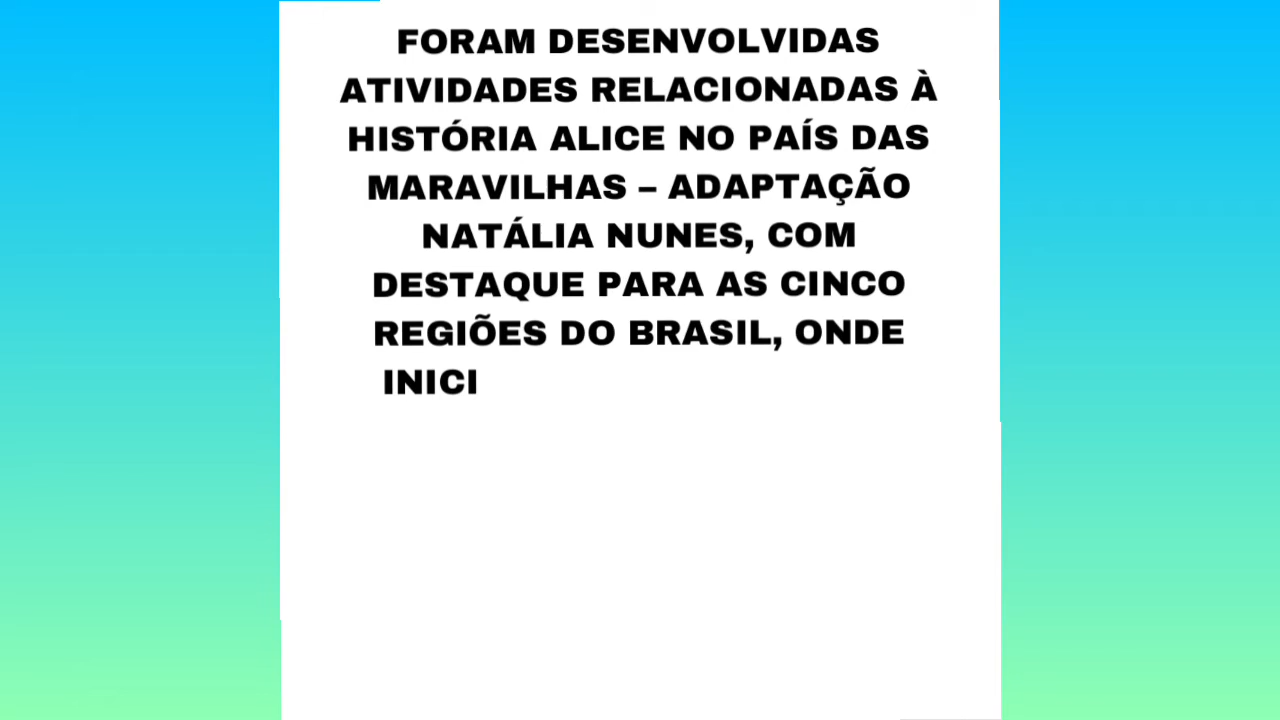 FORAM DESENVOLVIDAS
ATIVIDADES RELACIONADAS À
HISTÓRIA ALICE NO PAÍS DAS
MARAVILHAS – ADAPTAÇÃO
NATÁLIA NUNES, COM
DESTAQUE PARA AS CINCO
REGIÕES DO BRASIL, ONDE
INICI